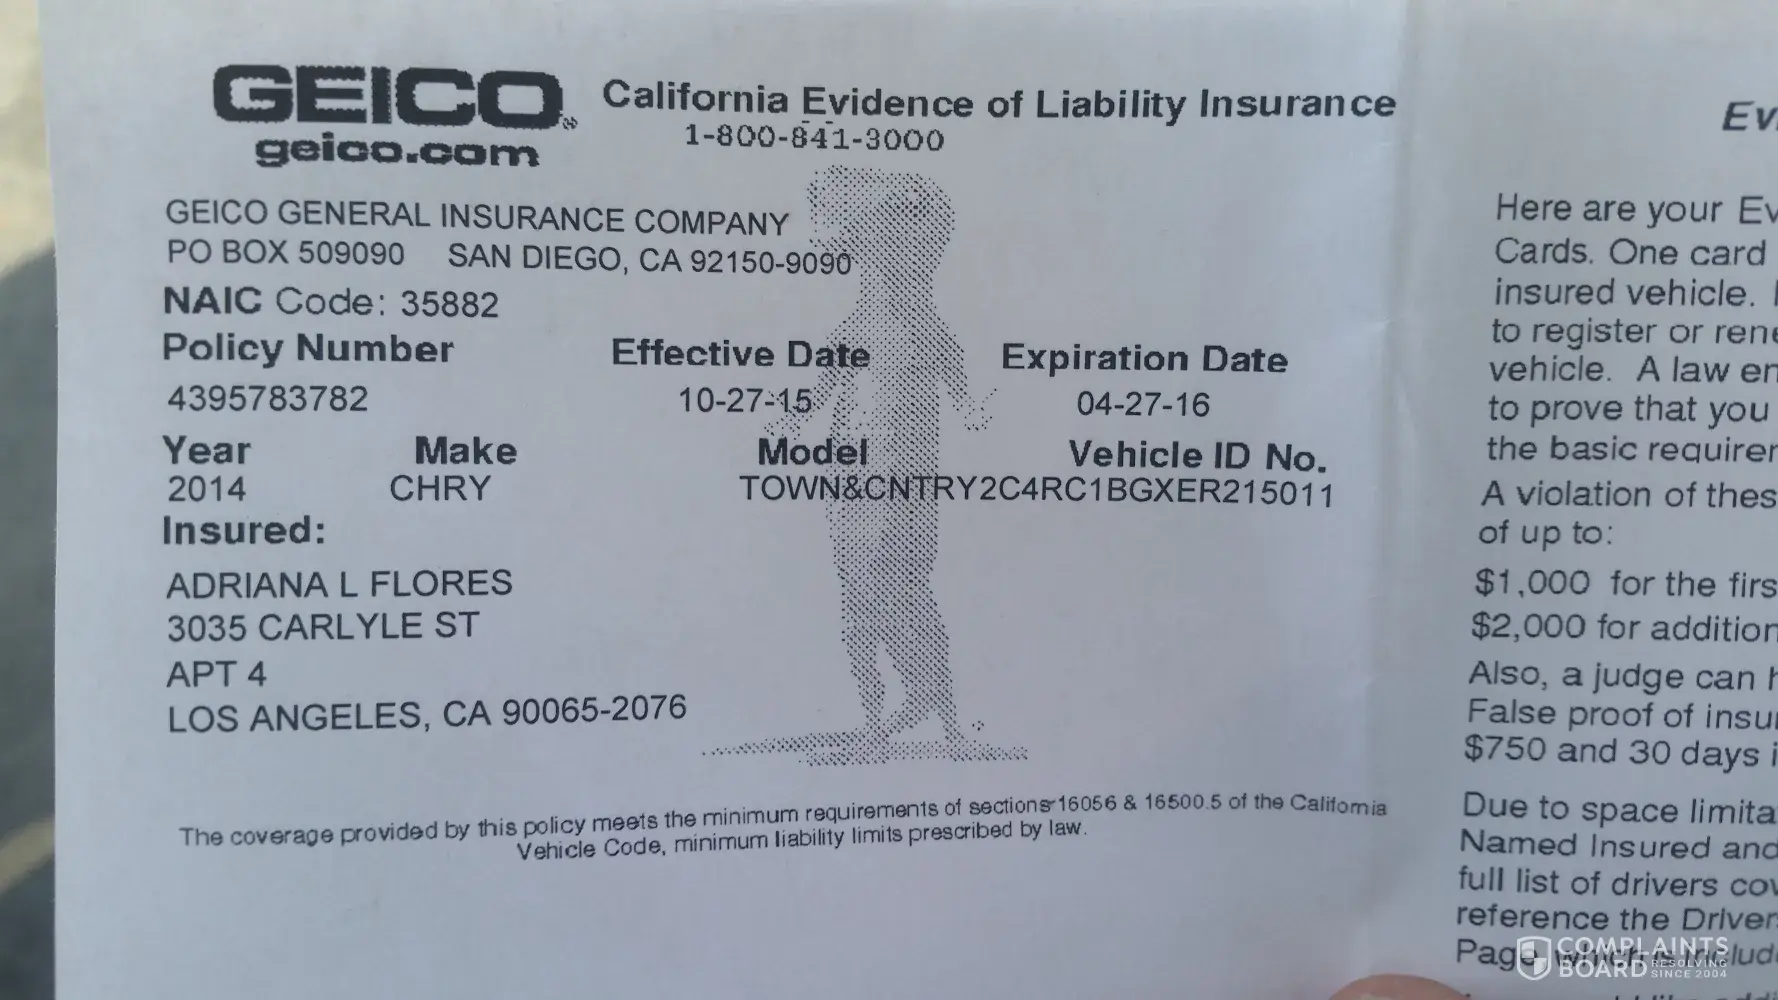 GEICO®
geico.com
California Evidence of Liability Insurance
1-800-841-3000
GEICO GENERAL INSURANCE COMPANY
PO BOX 509090 SAN DIEGO, CA 92150-9090
NAIC Code: 35882
Policy Number Effective Date Expiration Date
4395783782 10-27-15 04-27-16
Year Make Model Vehicle ID No.
2014 CHRY TOWN&CNTRY2C4RC1BGXER215011
Insured:
ADRIANA L FLORES
3035 CARLYLE ST
APT 4
LOS ANGELES, CA 90065-2076
The coverage provided by this policy meets the minimum requirements of sections 16056 & 16500.5 of the California
Vehicle Code, minimum liability limits prescribed by law.
Here are your
Cards. One card
insured vehicle.
to register or
vehicle. A law
to prove that you
the basic
A violation of
of up to:
$1,000 for the
$2,000 for
Also, a judge can
False proof of
$750 and 30 days
Due to space
Named Insured and
full list of drivers
reference the
COMPLAINTS
BOARD RESOLVING
SINCE 2004